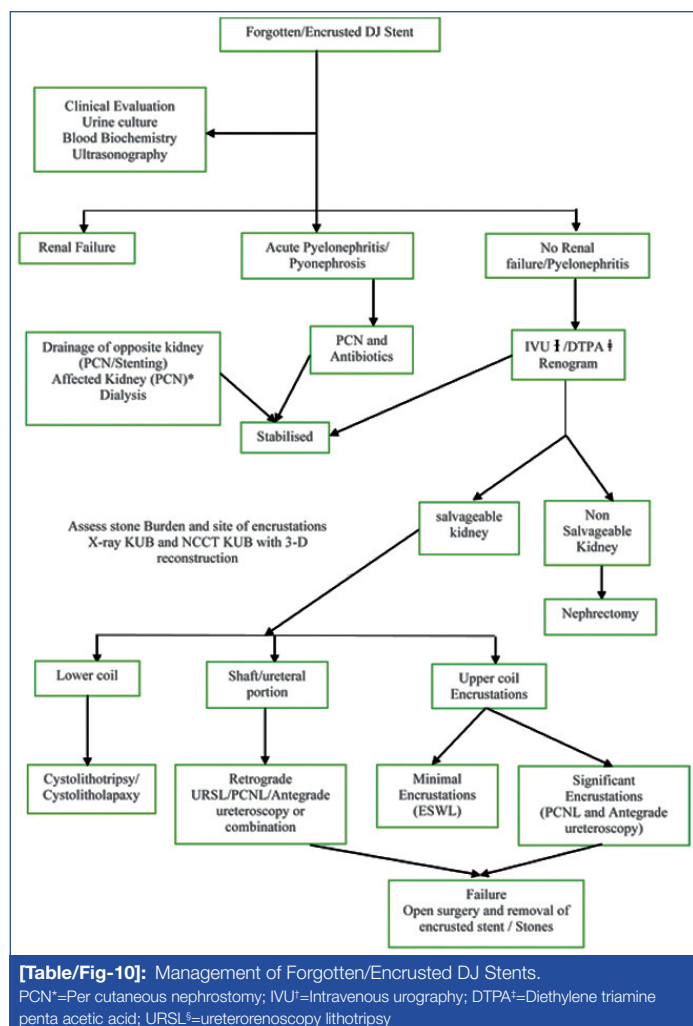 Forgotten/Encrusted DJ Stent
Clinical Evaluation
Urine culture
Blood Biochemistry
Ultrasonography
Renal Failure
Acute Pyelonephritis/
Pyonephrosis
No Renal
failure/Pyelonephritis
Drainage of opposite kidney
(PCN/Stenting)
Affected Kidney (PCN)*
Dialysis
PCN and
Antibiotics
IVU ‡ /DTPA ‡
Renogram
Stabilised
Assess stone Burden and site of encrustations
X-ray KUB and NCCT KUB with 3-D
reconstruction
salvageable
kidney
Non
Salvageable
Kidney
Nephrectomy
Lower coil
Shaft/ureteral
portion
Upper coil
Encrustations
Cystolithotripsy/
Cystolitholapaxy
Retrograde
URSL/PCNL/Antegrade
ureteroscopy or
combination
Minimal
Encrustations
(ESWL)
Significant
Encrustations
(PCNL and Antegrade
ureteroscopy)
Failure
Open surgery and removal of
encrusted stent / Stones
[Table/Fig-10]: Management of Forgotten/Encrusted DJ Stents.
PCN*=Per cutaneous nephrostomy; IVU†=Intravenous urography; DTPA‡=Diethylene triamine
penta acetic acid; URSL§=ureterorenoscopy lithotripsy